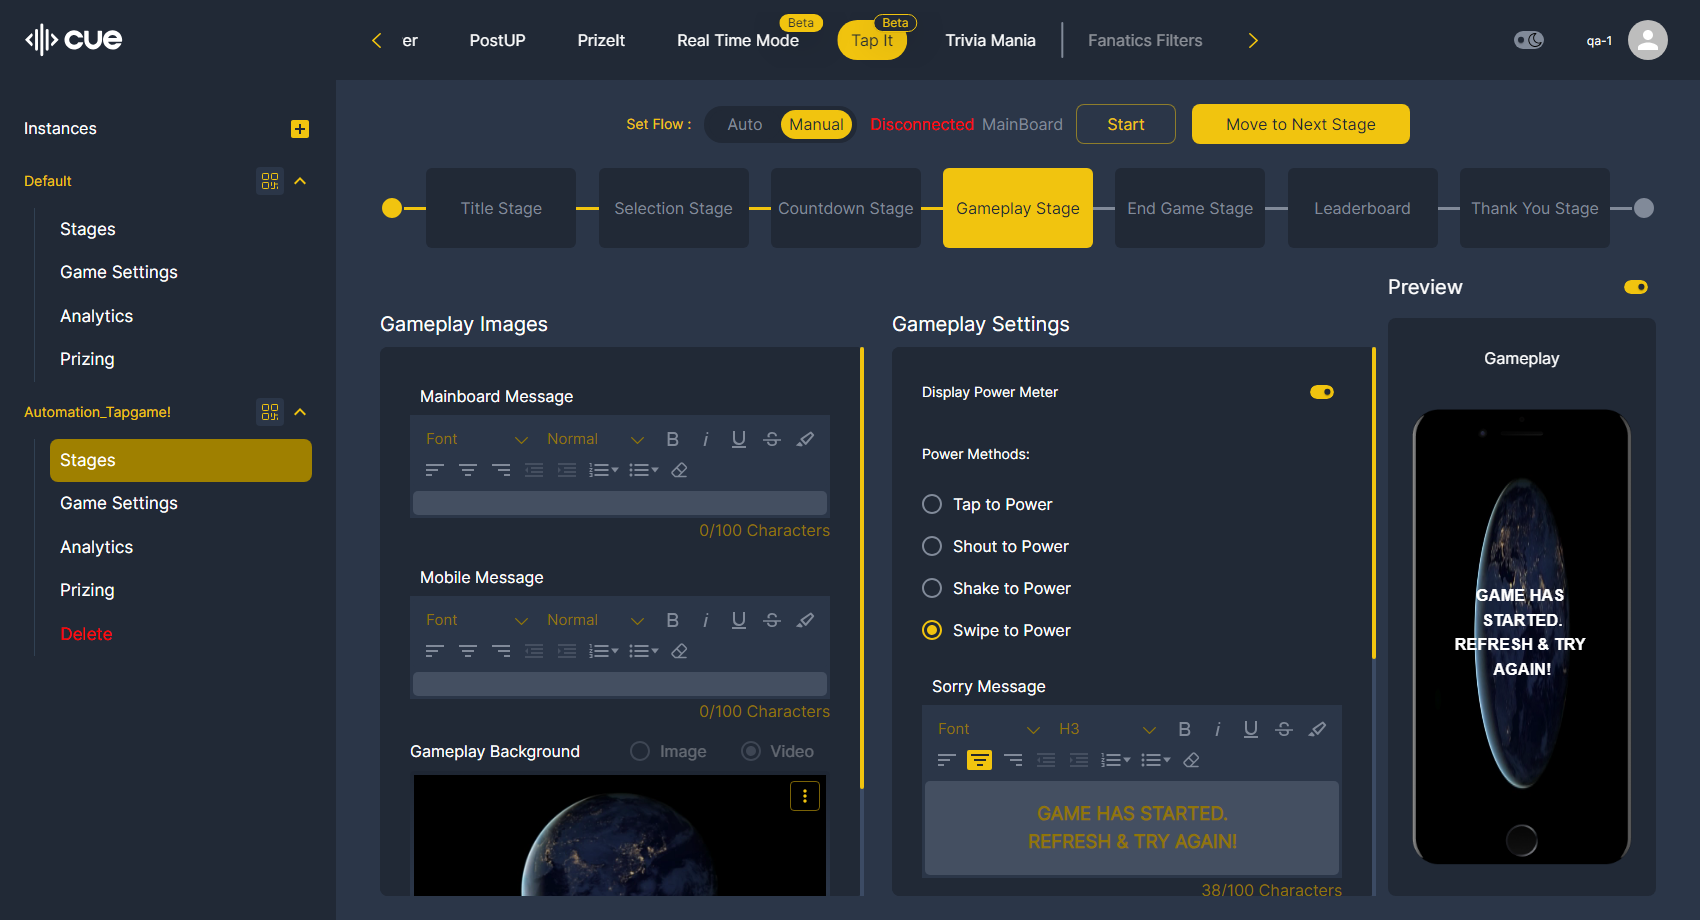 cue
er
PostUP
PrizeIt
Real Time Mode
Beta
Tap It
Beta
Trivia Mania
Fanatics Filters
qa-1
Instances
Default
Stages
Game Settings
Analytics
Prizing
Automation_Tapgame!
Stages
Game Settings
Analytics
Prizing
Delete
Set Flow :
Auto
Manual
Disconnected MainBoard
Start
Move to Next Stage
Title Stage
Selection Stage
Countdown Stage
Gameplay Stage
End Game Stage
Leaderboard
Thank You Stage
Gameplay Images
Mainboard Message
Font
Normal
B i U S
0/100 Characters
Mobile Message
Font
Normal
B i U S
0/100 Characters
Gameplay Background
Image
Video
Gameplay Settings
Display Power Meter
Power Methods:
Tap to Power
Shout to Power
Shake to Power
Swipe to Power
Sorry Message
Font
H3
B i U S
GAME HAS STARTED.
REFRESH & TRY AGAIN!
38/100 Characters
Preview
Gameplay
GAME HAS
STARTED.
REFRESH & TRY
AGAIN!